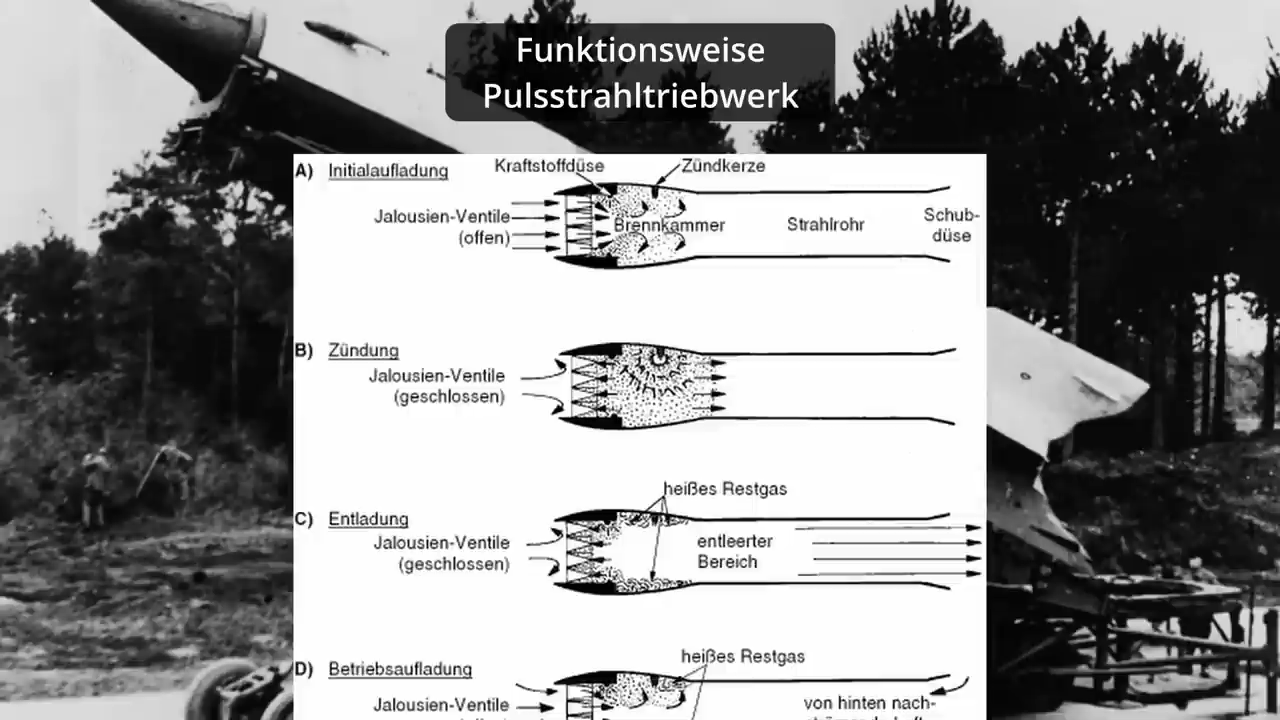 Funktionsweise
Pulsstrahltriebwerk
A) Initialaufladung
Kraftstoffdüse
Zündkerze
Jalousien-Ventile
(offen)
Brennkammer
Strahlrohr
Schub-
düse
B) Zündung
Jalousien-Ventile
(geschlossen)
heißes Restgas
C) Entladung
Jalousien-Ventile
(geschlossen)
entleerter
Bereich
heißes Restgas
D) Betriebsaufladung
Jalousien-Ventile
von hinten nach-